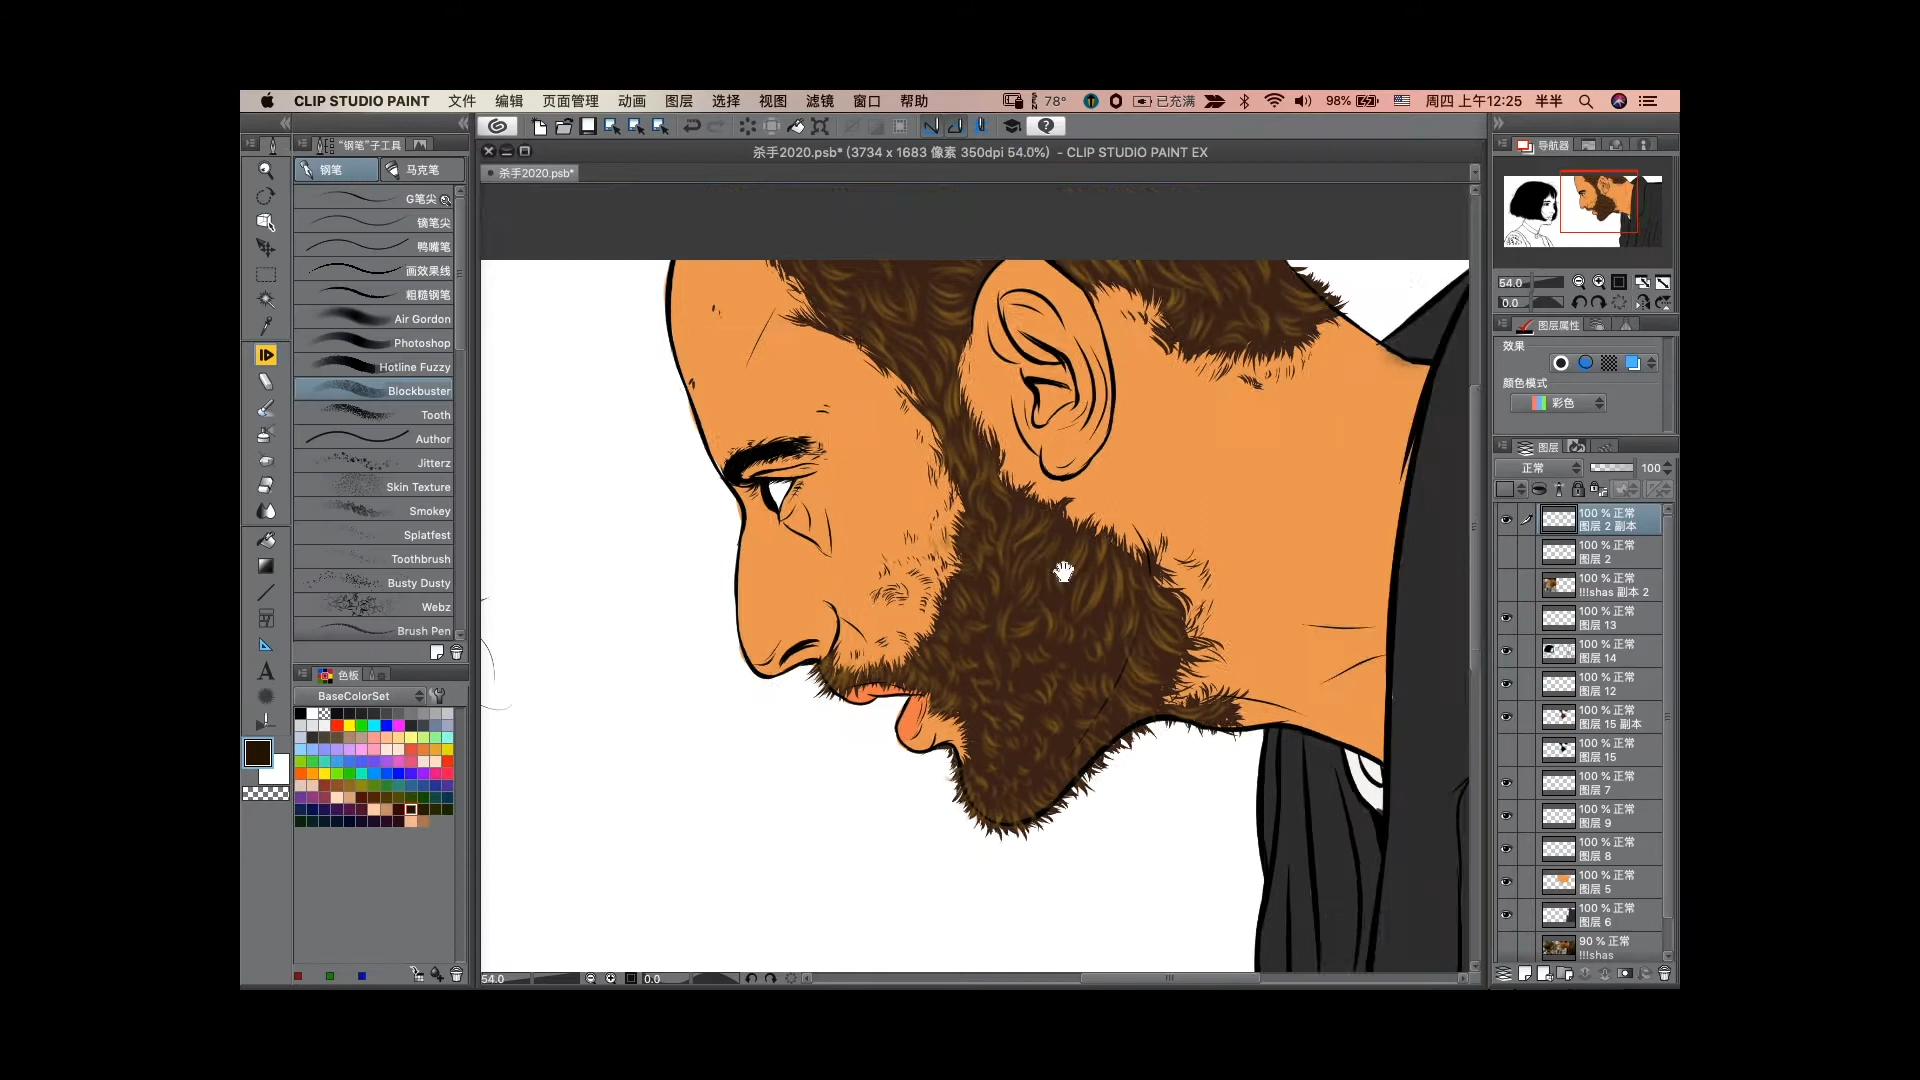 CLIP STUDIO PAINT 文件 编辑 页面管理 动画 图层 选择 视图 滤镜 窗口 帮助 78° 已充满 98% 周四 上午12:25 半半
"钢笔"子工具
杀手2020.psb* (3734 x 1683 像素 350dpi 54.0%) - CLIP STUDIO PAINT EX
导航器
钢笔 马克笔
杀手2020.psb*
G笔尖
镝笔尖
鸭嘴笔
画效果线
粗糙钢笔
Air Gordon
Photoshop
Hotline Fuzzy
Blockbuster
Tooth
Author
Jitterz
Skin Texture
Smokey
Splatfest
Toothbrush
Busty Dusty
Webz
Brush Pen
色板
BaseColorSet
54.0 0.0
54.0
0.0
图层属性
效果
颜色模式
彩色
图层
正常 100
100 % 正常
图层 2 副本
100 % 正常
图层 2
100 % 正常
!!!shas 副本 2
100 % 正常
图层 13
100 % 正常
图层 14
100 % 正常
图层 12
100 % 正常
图层 15 副本
100 % 正常
图层 15
100 % 正常
图层 7
100 % 正常
图层 9
100 % 正常
图层 8
100 % 正常
图层 5
100 % 正常
图层 6
90 % 正常
!!!shas